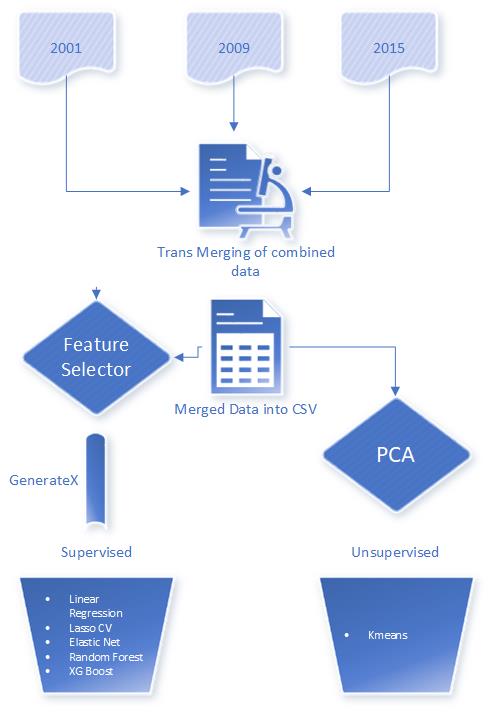 2001
2009
2015
Trans Merging of combined
data
Feature
Selector
Merged Data into CSV
PCA
GenerateX
Supervised
Unsupervised
• Linear
Regression
• Lasso CV
• Elastic Net
• Random Forest
• XG Boost
• Kmeans